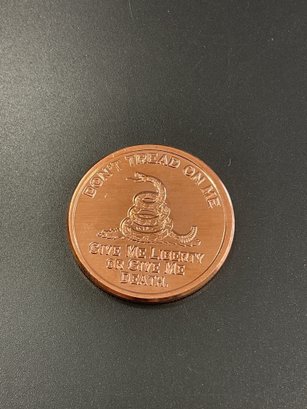 DON'T TREAD ON ME
GIVE ME LIBERTY
OR GIVE ME
DEATH.